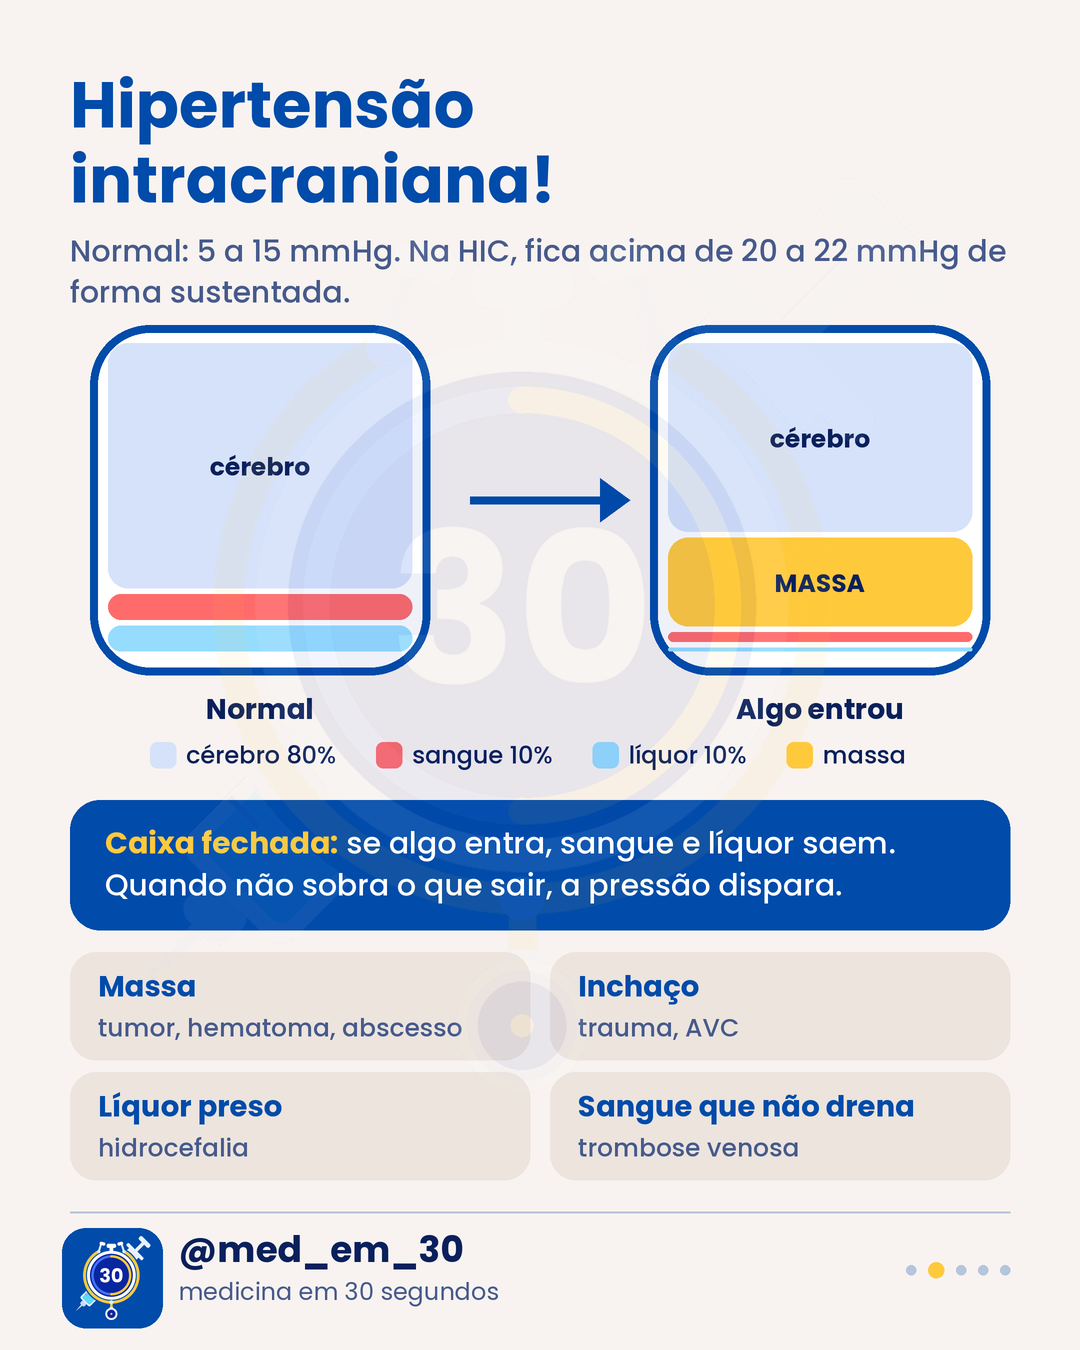 Hipertensão
intracraniana!
Normal: 5 a 15 mmHg. Na HIC, fica acima de 20 a 22 mmHg de
forma sustentada.
cérebro
cérebro
MASSA
30
Normal
Algo entrou
cérebro 80%
sangue 10%
líquor 10%
massa
Caixa fechada: se algo entra, sangue e líquor saem.
Quando não sobra o que sair, a pressão dispara.
Massa
tumor, hematoma, abscesso
Inchaço
trauma, AVC
Líquor preso
hidrocefalia
Sangue que não drena
trombose venosa
30
@med_em_30
medicina em 30 segundos